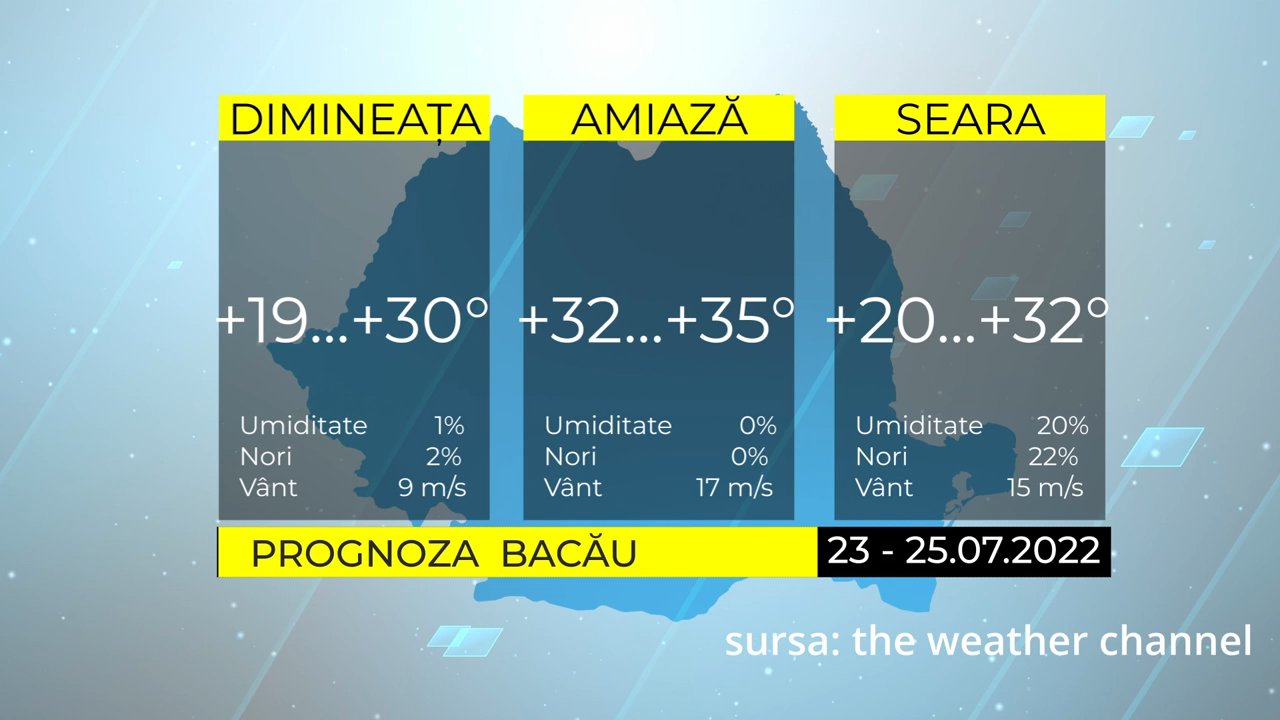 DIMINEAȚA
+19...+30°
Umiditate 1%
Nori 2%
Vânt 9 m/s
AMIAZĂ
+32...+35°
Umiditate 0%
Nori 0%
Vânt 17 m/s
SEARA
+20...+32°
Umiditate 20%
Nori 22%
Vânt 15 m/s
PROGNOZA BACĂU
23 - 25.07.2022
sursa: the weather channel